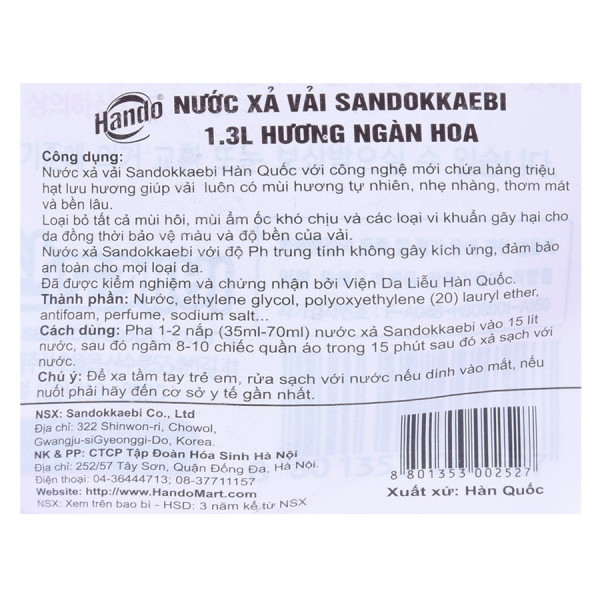 Hando® NƯỚC XẢ VẢI SANDOKKAEBI
1.3L HƯƠNG NGÀN HOA
Công dụng:
Nước xả vải Sandokkaebi Hàn Quốc với công nghệ mới chứa hàng triệu
hạt lưu hương giúp vải luôn có mùi hương tự nhiên, nhẹ nhàng, thơm mát
và bền lâu.
Loại bỏ tất cả mùi hôi, mùi ẩm ốc khó chịu và các loại vi khuẩn gây hại cho
da đồng thời bảo vệ màu và độ bền của vải.
Nước xả Sandokkaebi với độ Ph trung tính không gây kích ứng, đảm bảo
an toàn cho mọi loại da.
Đã được kiểm nghiệm và chứng nhận bởi Viện Da Liễu Hàn Quốc.
Thành phần: Nước, ethylene glycol, polyoxyethylene (20) lauryl ether,
antifoam, perfume, sodium salt...
Cách dùng: Pha 1-2 nắp (35ml-70ml) nước xả Sandokkaebi vào 15 lít
nước, sau đó ngâm 8-10 chiếc quần áo trong 15 phút sau đó xả sạch với
nước.
Chú ý: Để xa tầm tay trẻ em, rửa sạch với nước nếu dính vào mắt, nếu
nuốt phải hãy đến cơ sở y tế gần nhất.
NSX: Sandokkaebi Co., Ltd
Địa chỉ: 322 Shinwon-ri, Chowol,
Gwangju-siGyeonggi-Do, Korea.
NK & PP: CTCP Tập Đoàn Hóa Sinh Hà Nội
Địa chỉ: 252/57 Tây Sơn, Quận Đống Đa, Hà Nội.
ĐT: 04-36444713; 08-37711157
Website: http://www.HandoMart.com
NSX: Xem trên bao bì - HSD: 3 năm kể từ NSX
8 801353 002527
Xuất xứ: Hàn Quốc